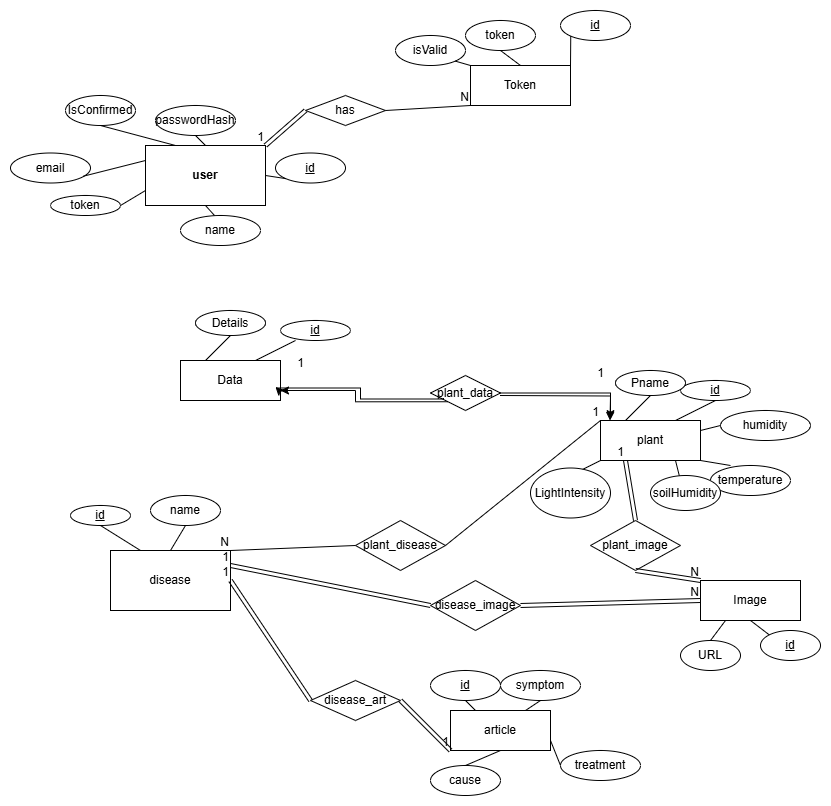 id
token
isValid
Token
N
has
IsConfirmed
passwordHash
1
email
user
id
token
name
Details
id
1
Data
plant_data
1
Pname
id
1
humidity
plant
1
temperature
LightIntensity
soilHumidity
id
name
N
plant_disease
plant_image
1
1
disease
N
N
disease_image
Image
URL
id
id
symptom
disease_art
article
1
treatment
cause